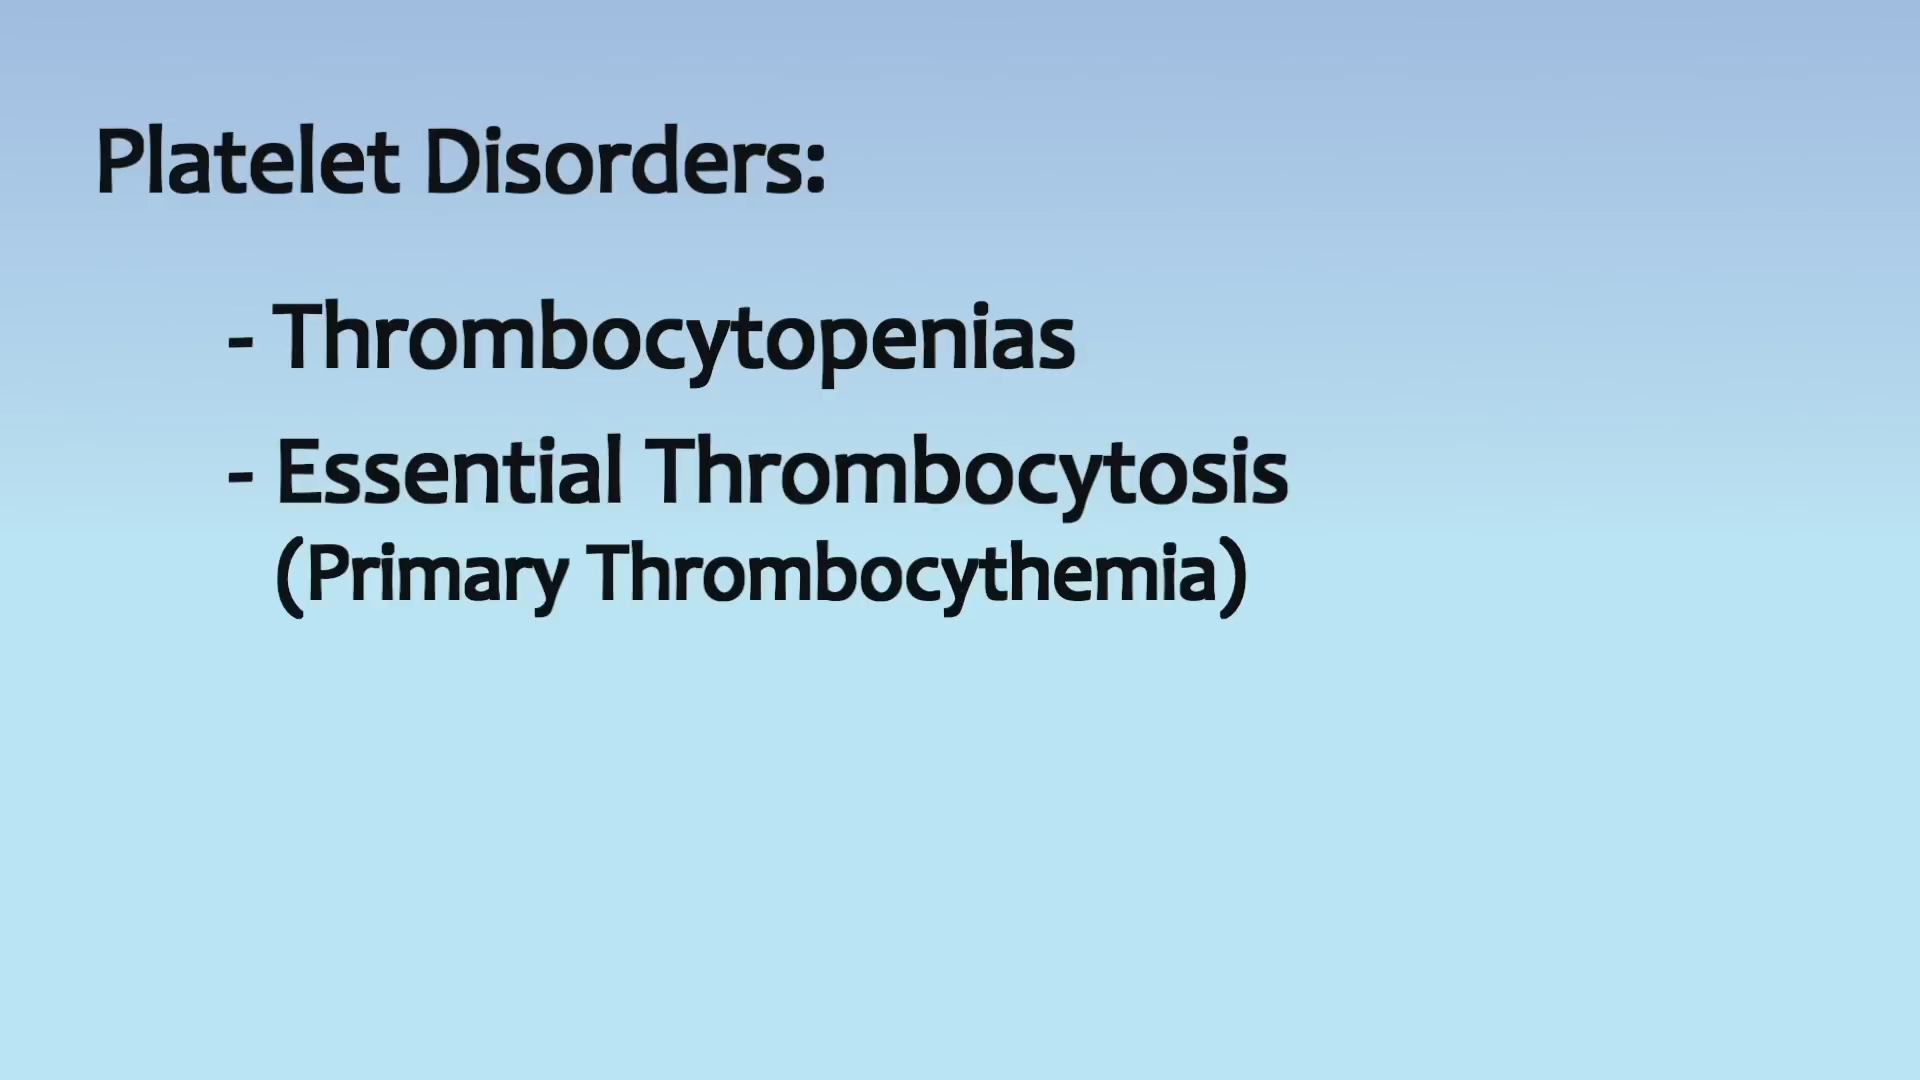 Platelet Disorders:
- Thrombocytopenias
- Essential Thrombocytosis
(Primary Thrombocythemia)